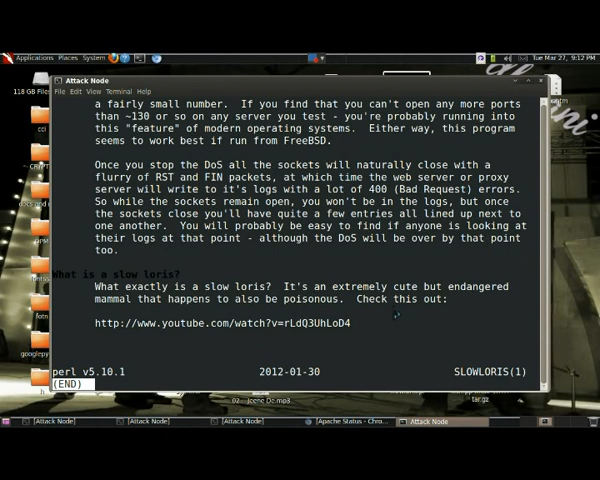 Applications Places System
Tue Mar 27, 9:12 PM
118 GB Files
Attack Node
File Edit View Terminal Help
a fairly small number. If you find that you can't open any more ports
than ~130 or so on any server you test - you're probably running into
this "feature" of modern operating systems. Either way, this program
seems to work best if run from FreeBSD.
Once you stop the DoS all the sockets will naturally close with a
flurry of RST and FIN packets, at which time the web server or proxy
server will write to it's logs with a lot of 400 (Bad Request) errors.
So while the sockets remain open, you won't be in the logs, but once
the sockets close you'll have quite a few entries all lined up next to
one another. You will probably be easy to find if anyone is looking at
their logs at that point - although the DoS will be over by that point
too.
What is a slow loris?
What exactly is a slow loris? It's an extremely cute but endangered
mammal that happens to also be poisonous. Check this out:
http://www.youtube.com/watch?v=rLdQ3UhLoD4
perl v5.10.1 2012-01-30 SLOWLORIS(1)
(END)
cci
googlep
02 - Jeene De.mp3
tar.gz
[Attack Node] [Attack Node] [Attack Node] [Apache Status - Chro... Attack Node